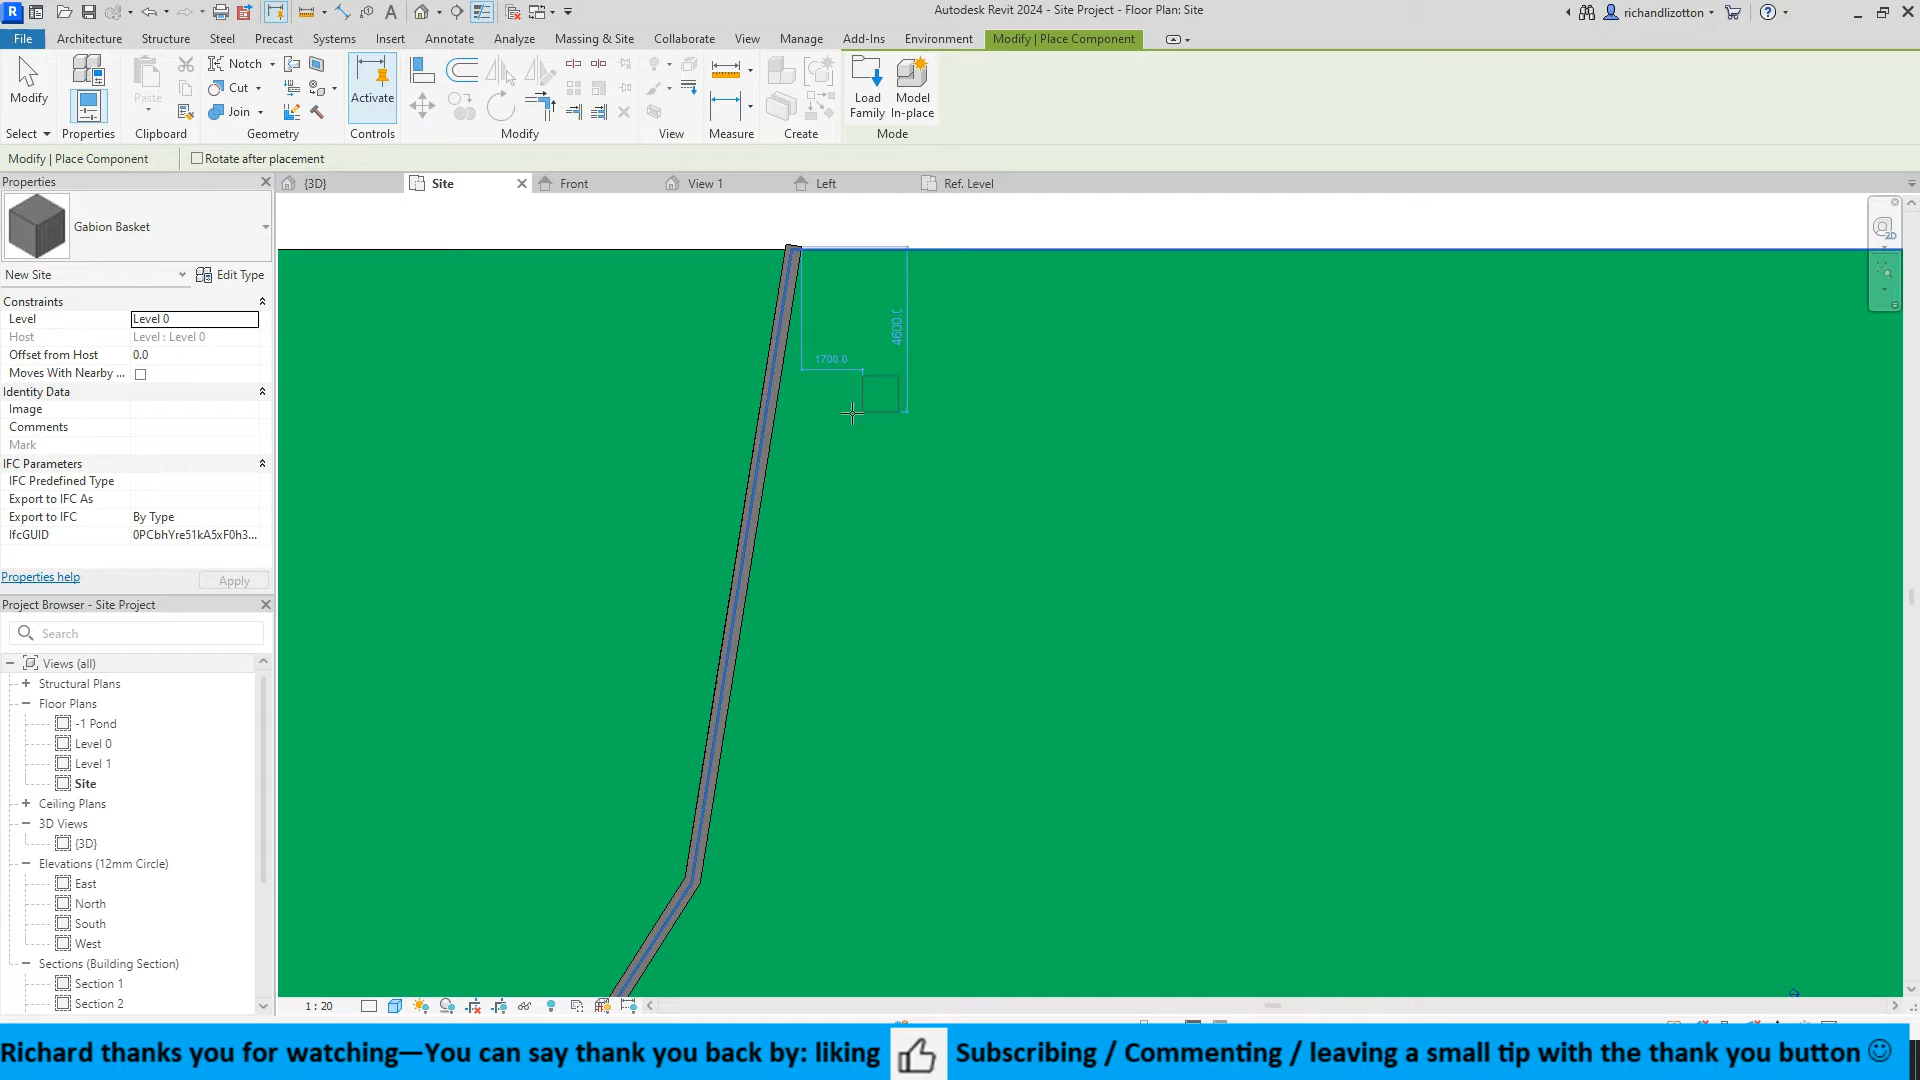 Autodesk Revit 2024 - Site Project - Floor Plan: Site
richandlizotton
File Architecture Structure Steel Precast Systems Insert Annotate Analyze Massing & Site Collaborate View Manage Add-Ins Environment Modify | Place Component
Modify
Paste
Notch
Cut
Join
Activate
Load Family
Model In-place
Select Properties Clipboard Geometry Controls Modify View Measure Create Mode
Modify | Place Component Rotate after placement
Properties
{3D} Site Front View 1 Left Ref. Level
Gabion Basket
New Site Edit Type
Constraints
Level Level 0
Host Level : Level 0
Offset from Host 0.0
Moves With Nearby ...
Identity Data
Image
Comments
Mark
IFC Parameters
IFC Predefined Type
Export to IFC As
Export to IFC By Type
IfcGUID 0PCbhYre51kA5xF0h3...
Properties help Apply
Project Browser - Site Project
Search
Views (all)
Structural Plans
Floor Plans
-1 Pond
Level 0
Level 1
Site
Ceiling Plans
3D Views
{3D}
Elevations (12mm Circle)
East
North
South
West
Sections (Building Section)
Section 1
Section 2
4600.0
1700.0
2D
1 : 20
Richard thanks you for watching—You can say thank you back by: liking Subscribing / Commenting / leaving a small tip with the thank you button